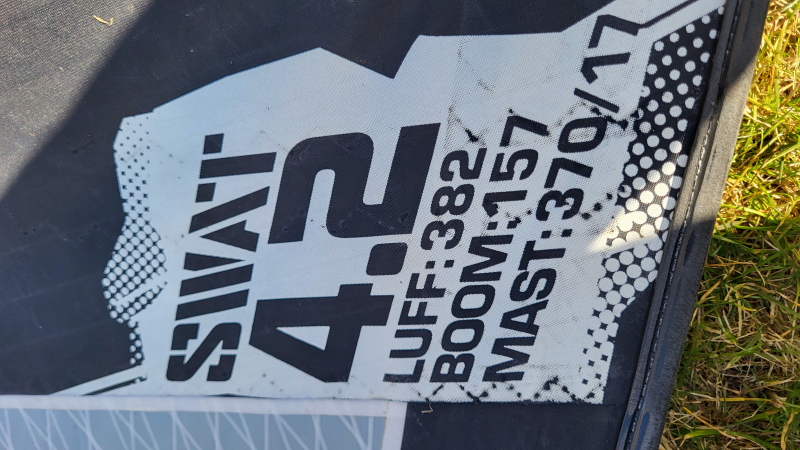 SWAT
4.2
LUFF:382
BOOM:157
MAST:370/17